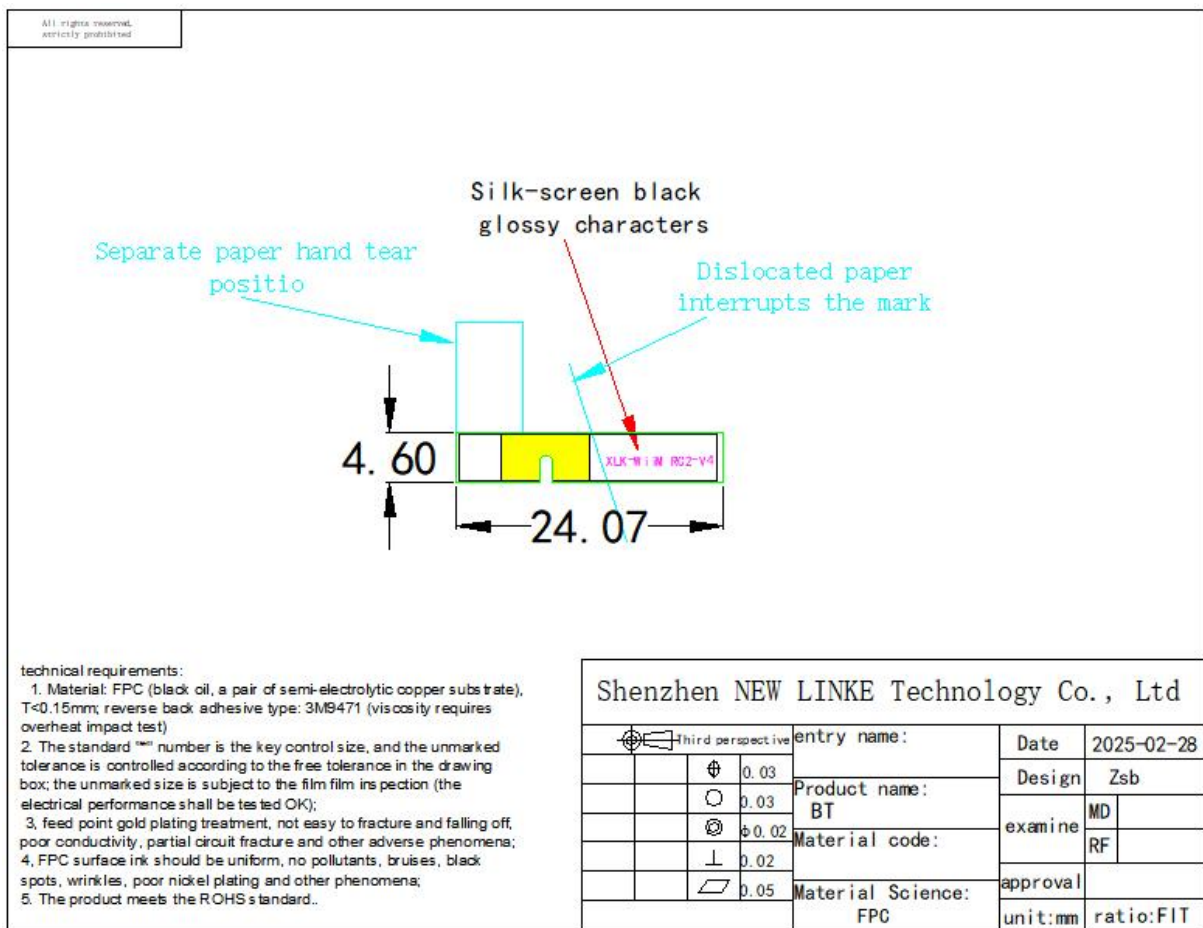 All rights reserved,
strictly prohibited
Silk-screen black
glossy characters
Separate paper hand tear
positio
Dislocated paper
interrupts the mark
4. 60
XLK-WiiM RC2-V4
24. 07
technical requirements:
1. Material: FPC (black oil, a pair of semi-electrolytic copper substrate),
T<0.15mm; reverse back adhesive type: 3M9471 (viscosity requires
overheat impact test)
2. The standard "*" number is the key control size, and the unmarked
tolerance is controlled according to the free tolerance in the drawing
box; the unmarked size is subject to the film film inspection (the
electrical performance shall be tested OK);
3, feed point gold plating treatment, not easy to fracture and falling off,
poor conductivity, partial circuit fracture and other adverse phenomena;
4, FPC surface ink should be uniform, no pollutants, bruises, black
spots, wrinkles, poor nickel plating and other phenomena;
5. The product meets the ROHS standard..
Shenzhen NEW LINKE Technology Co., Ltd
Third perspective
0.03
0.03
ϕ0.02
0.02
0.05
entry name:
Product name:
BT
Material code:
Material Science:
FPC
Date 2025-02-28
Design Zsb
examine MD
RF
approval
unit:mm ratio:FIT